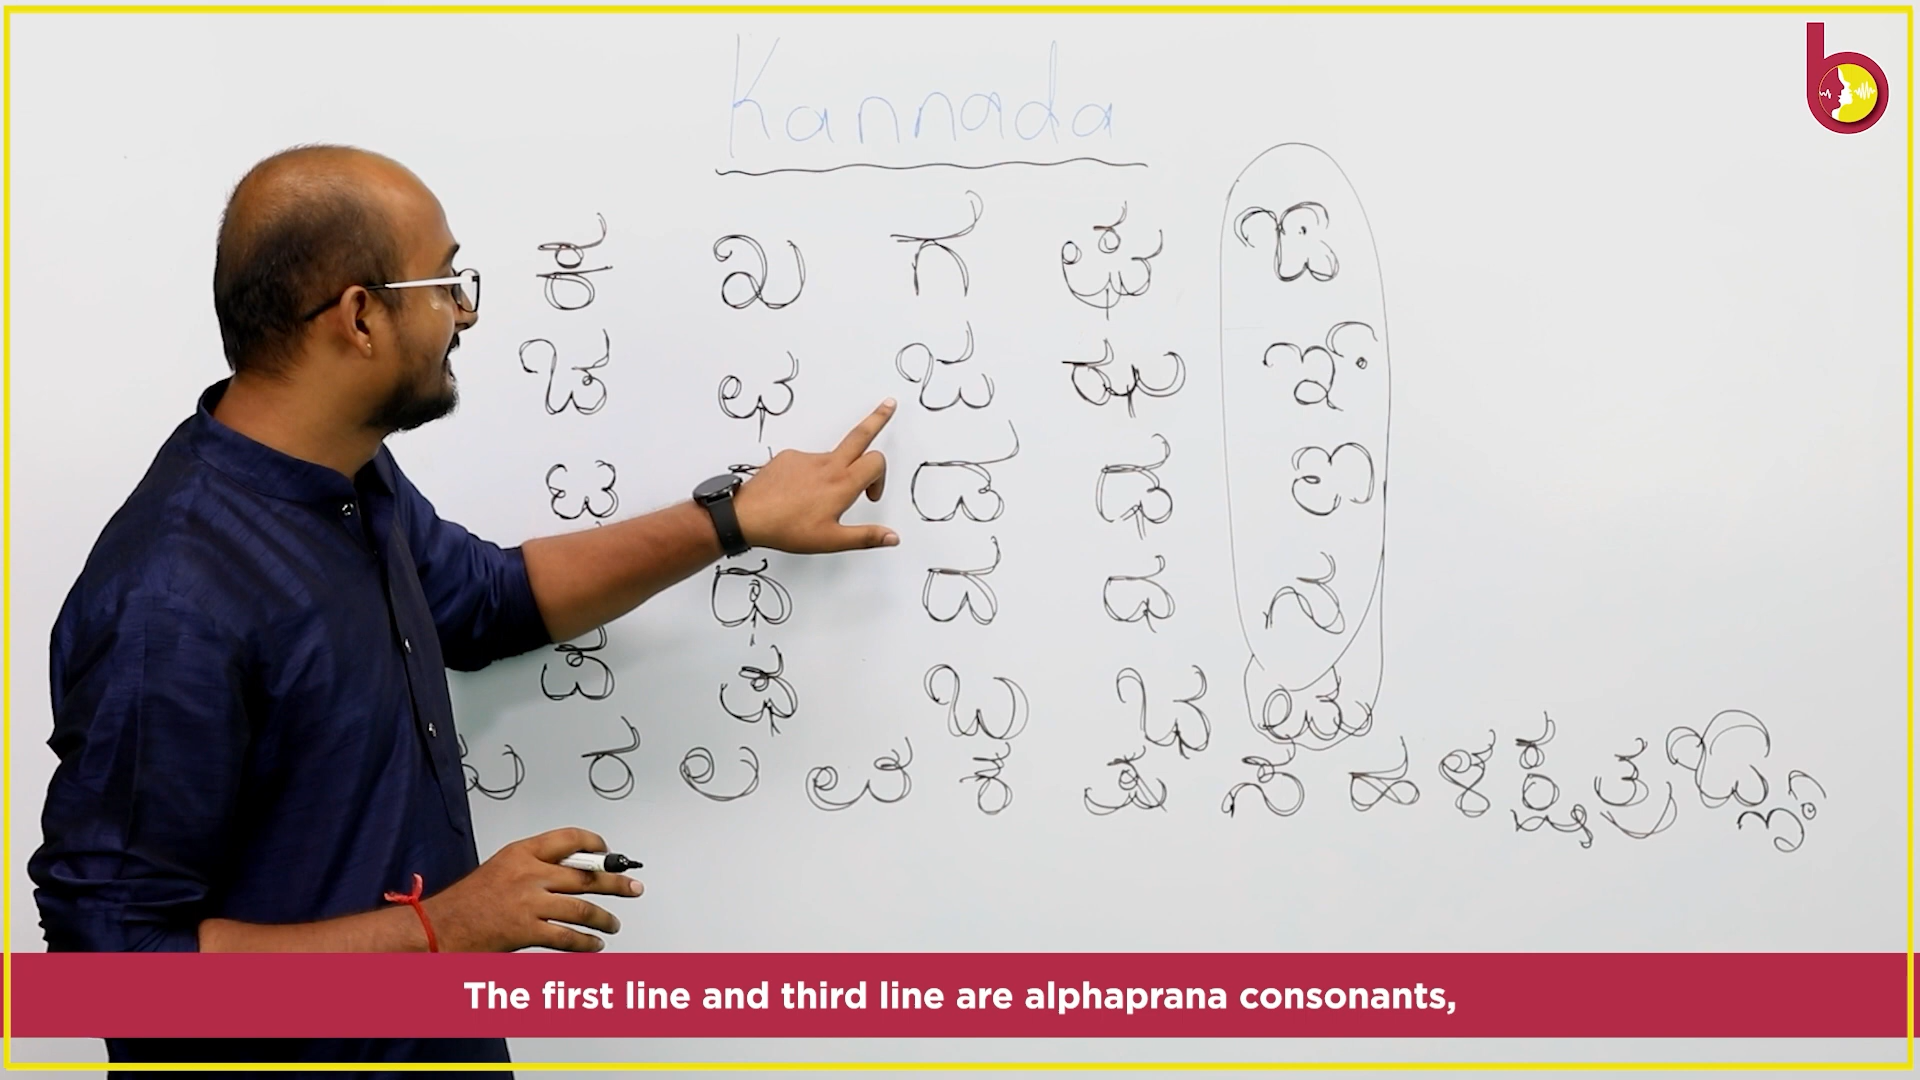 Kannada
ಕ ಖ ಗ ಘ ಙ
ಚ ಛ ಜ ಝ ಞ
ಟ ಡ ಢ ಣ
ಥ ದ ಧ ನ
ಪ ಫ ಬ ಭ ಮ
ಯ ರ ಲ ವ ಶ ಷ ಸ ಹ ಳ ಕ್ಷ ತ್ರ ಜ್ಞ
The first line and third line are alphaprana consonants,